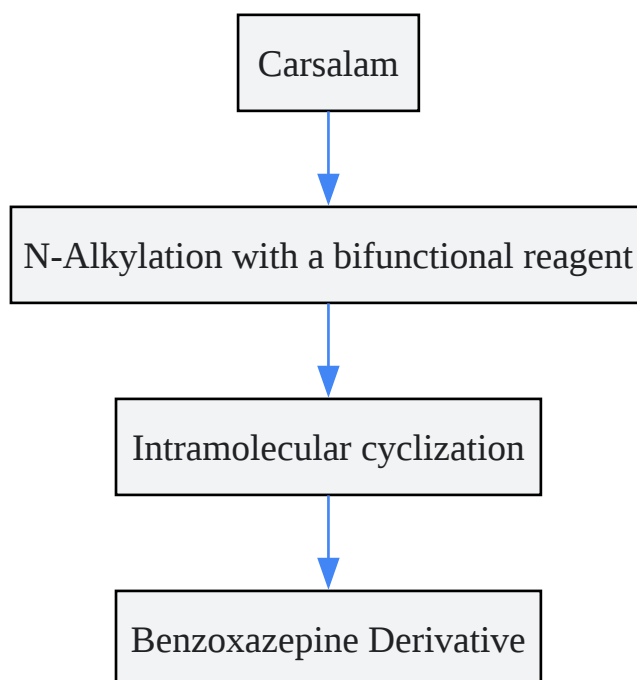 Carsalam
N-Alkylation with a bifunctional reagent
Intramolecular cyclization
Benzoxazepine Derivative